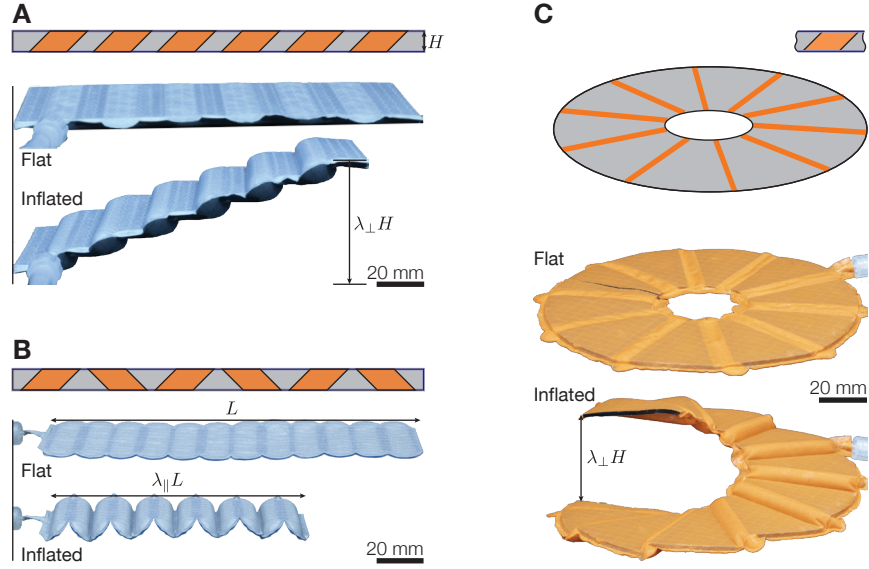 A
H
Flat
Inflated
λ⊥H
20 mm
B
L
Flat
λ∥L
Inflated
20 mm
C
Flat
20 mm
Inflated
λ⊥H